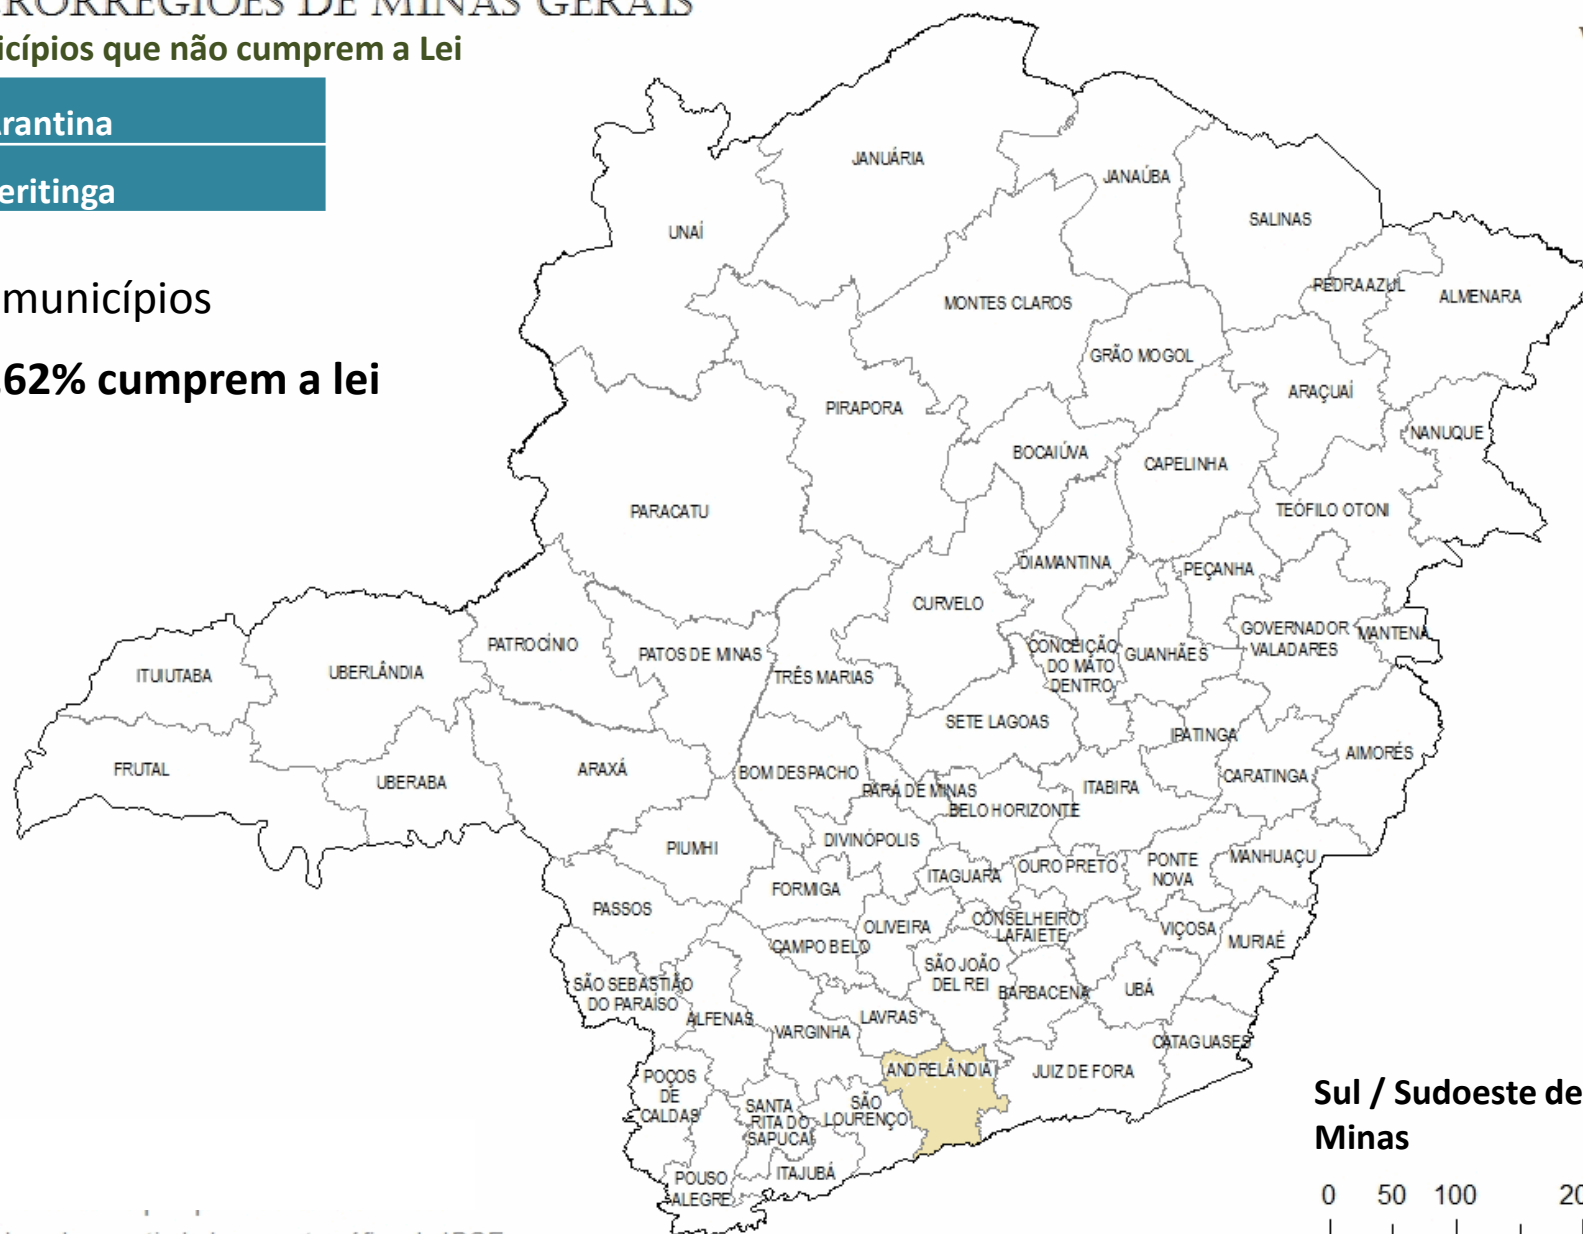 RORREGIÕES DE MINAS GERAIS
icípios que não cumprem a Lei
rantina
eritinga
municípios
62% cumprem a lei
JANUÁRIA
JANAÚBA
SALINAS
UNAÍ
PEDRA AZUL
ALMENARA
MONTES CLAROS
GRÃO MOGOL
ARAÇUAÍ
PIRAPORA
NANUQUE
BOCAIÚVA
CAPELINHA
PARACATU
TEÓFILO OTONI
DIAMANTINA
PEÇANHA
CURVELO
GOVERNADOR
VALADARES
MANTENA
PATROCÍNIO
PATOS DE MINAS
CONCEIÇÃO
DO MATO
DENTRO
GUANHÃES
ITUIUTABA
UBERLÂNDIA
TRÊS MARIAS
SETE LAGOAS
IPATINGA
AIMORÉS
FRUTAL
UBERABA
ARAXÁ
BOM DESPACHO
PARÁ DE MINAS
BELO HORIZONTE
ITABIRA
CARATINGA
PIUMHI
DIVINÓPOLIS
ITAGUARA
OURO PRETO
PONTE
NOVA
MANHUAÇU
FORMIGA
PASSOS
OLIVEIRA
CONSELHEIRO
LAFAIETE
VIÇOSA
MURIAÉ
CAMPO BELO
SÃO JOÃO
DEL REI
BARBACENA
UBÁ
SÃO SEBASTIÃO
DO PARAÍSO
ALFENAS
VARGINHA
LAVRAS
CATAGUASES
ANDRELÂNDIA
JUIZ DE FORA
POÇOS
DE
CALDAS
SANTA
RITA DO
SAPUCAÍ
SÃO
LOURENÇO
POUSO
ALEGRE
ITAJUBÁ
Sul / Sudoeste de
Minas
0 50 100 20